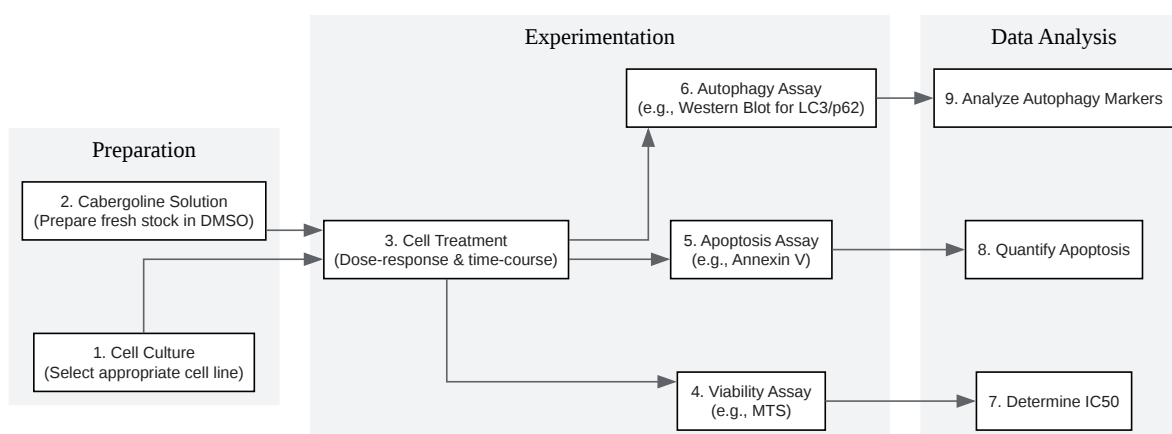 Experimentation
Data Analysis
6. Autophagy Assay
(e.g., Western Blot for LC3/p62)
9. Analyze Autophagy Markers
Preparation
2. Cabergoline Solution
(Prepare fresh stock in DMSO)
3. Cell Treatment
(Dose-response & time-course)
5. Apoptosis Assay
(e.g., Annexin V)
8. Quantify Apoptosis
1. Cell Culture
(Select appropriate cell line)
4. Viability Assay
(e.g., MTS)
7. Determine IC50